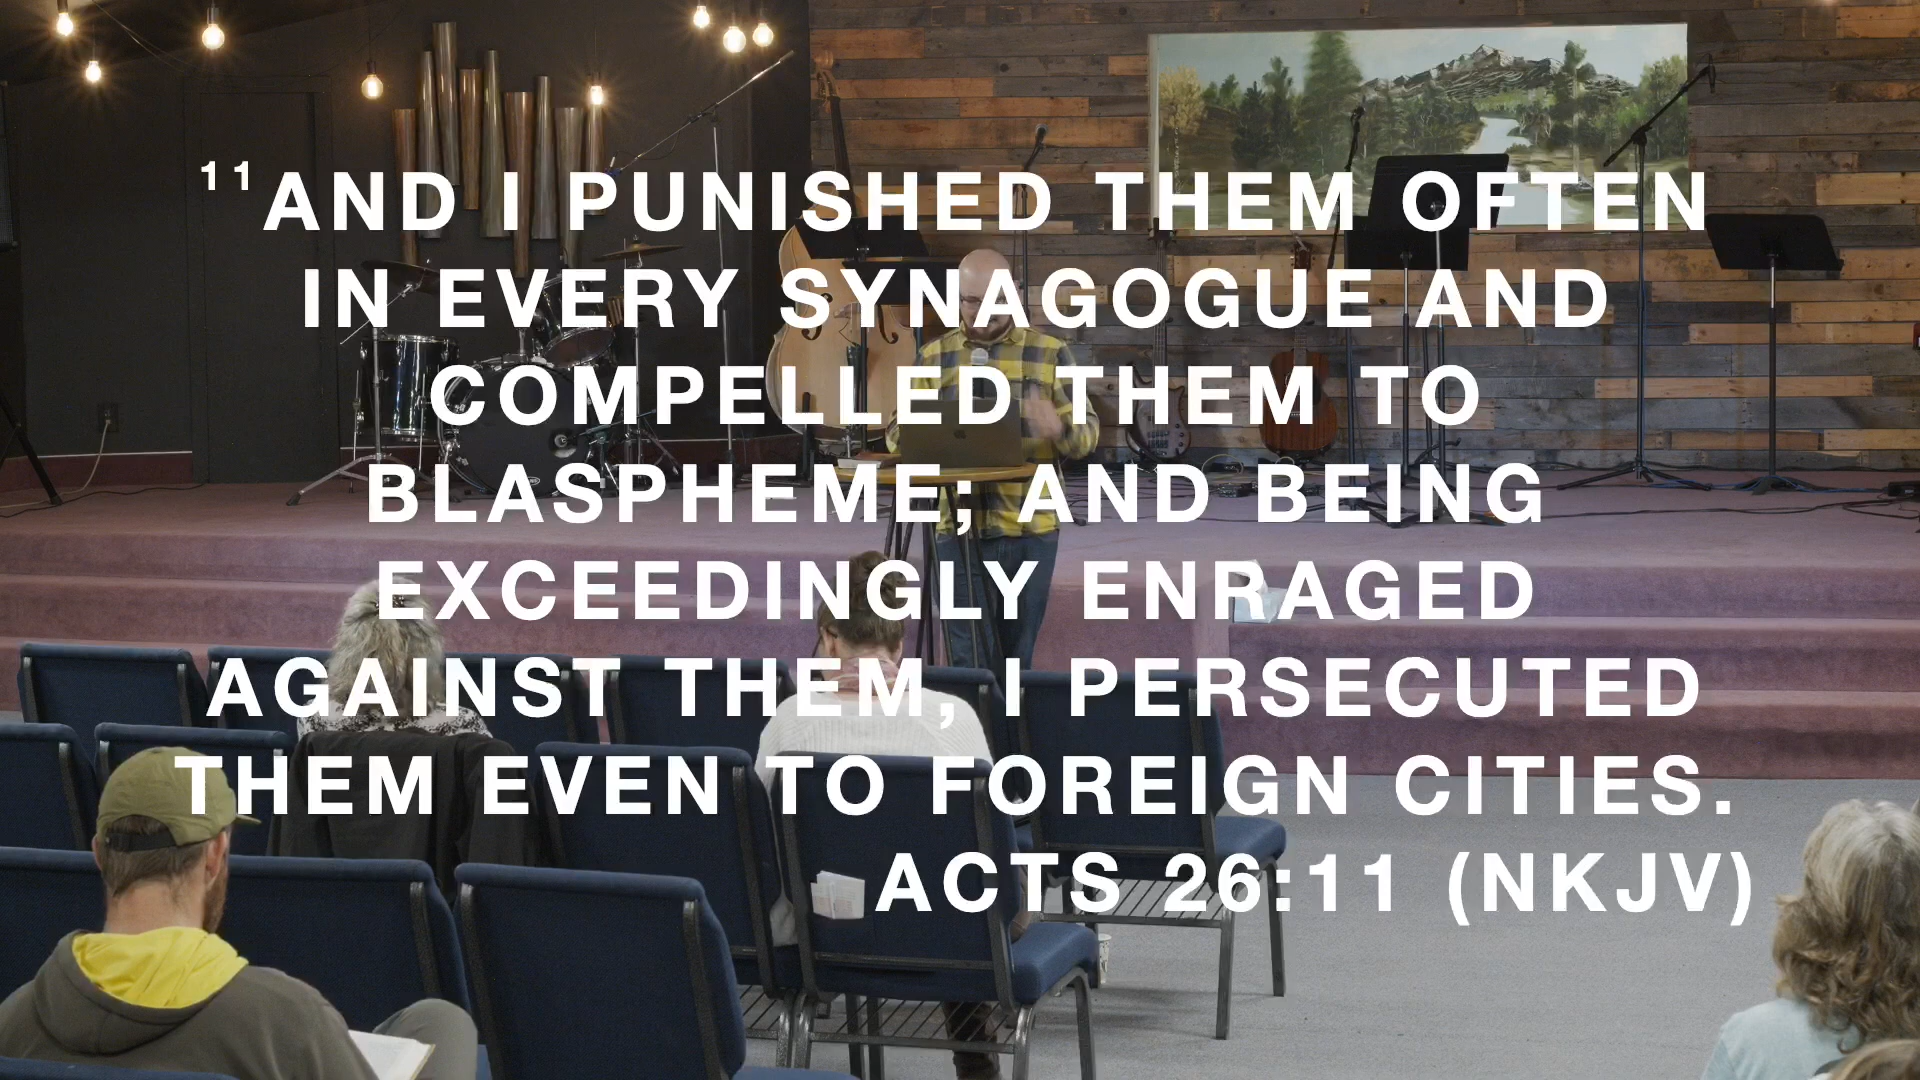 11AND I PUNISHED THEM OFTEN
IN EVERY SYNAGOGUE AND
COMPELLED THEM TO
BLASPHEME; AND BEING
EXCEEDINGLY ENRAGED
AGAINST THEM, I PERSECUTED
THEM EVEN TO FOREIGN CITIES.
ACTS 26:11 (NKJV)